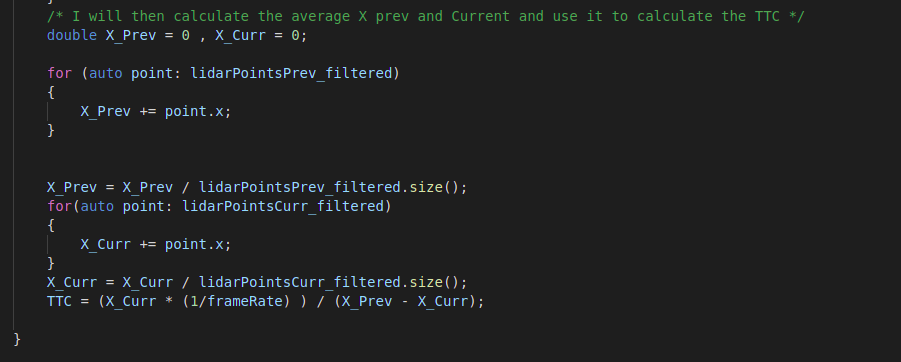 /* I will then calculate the average X prev and Current and use it to calculate the TTC */
double X_Prev = 0 , X_Curr = 0;
for (auto point: lidarPointsPrev_filtered)
{
X_Prev += point.x;
}
X_Prev = X_Prev / lidarPointsPrev_filtered.size();
for(auto point: lidarPointsCurr_filtered)
{
X_Curr += point.x;
}
X_Curr = X_Curr / lidarPointsCurr_filtered.size();
TTC = (X_Curr * (1/frameRate) ) / (X_Prev - X_Curr);
}